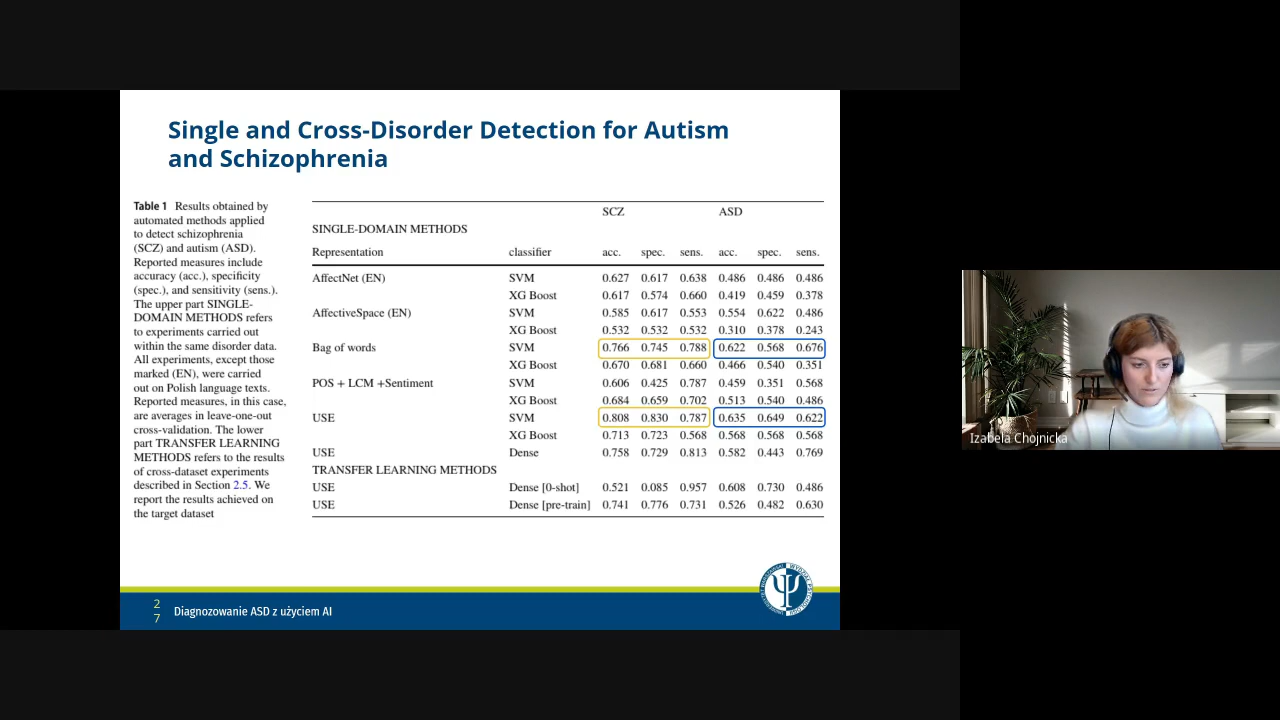 Single and Cross-Disorder Detection for Autism
and Schizophrenia
Table 1 Results obtained by
automated methods applied
to detect schizophrenia
(SCZ) and autism (ASD).
Reported measures include
accuracy (acc.), specificity
(spec.), and sensitivity (sens.).
The upper part SINGLE-
DOMAIN METHODS refers
to experiments carried out
within the same disorder data.
All experiments, except those
marked (EN), were carried
out on Polish language texts.
Reported measures, in this case,
are averages in leave-one-out
cross-validation. The lower
part TRANSFER LEARNING
METHODS refers to the results
of cross-dataset experiments
described in Section 2.5. We
report the results achieved on
the target dataset
SCZ ASD
SINGLE-DOMAIN METHODS
Representation classifier acc. spec. sens. acc. spec. sens.
AffectNet (EN) SVM 0.627 0.617 0.638 0.486 0.486 0.486
XG Boost 0.617 0.574 0.660 0.419 0.459 0.378
AffectiveSpace (EN) SVM 0.585 0.617 0.553 0.554 0.622 0.486
XG Boost 0.532 0.532 0.532 0.310 0.378 0.243
Bag of words SVM 0.766 0.745 0.788 0.622 0.568 0.676
XG Boost 0.670 0.681 0.660 0.466 0.540 0.351
POS + LCM +Sentiment SVM 0.606 0.425 0.787 0.459 0.351 0.568
XG Boost 0.684 0.659 0.702 0.513 0.540 0.486
USE SVM 0.808 0.830 0.787 0.635 0.649 0.622
XG Boost 0.713 0.723 0.568 0.568 0.568 0.568
USE Dense 0.758 0.729 0.813 0.582 0.443 0.769
TRANSFER LEARNING METHODS
USE Dense [0-shot] 0.521 0.085 0.957 0.608 0.730 0.486
USE Dense [pre-train] 0.741 0.776 0.731 0.526 0.482 0.630
2
7
Diagnozowanie ASD z użyciem AI
Izabela Chojnicka